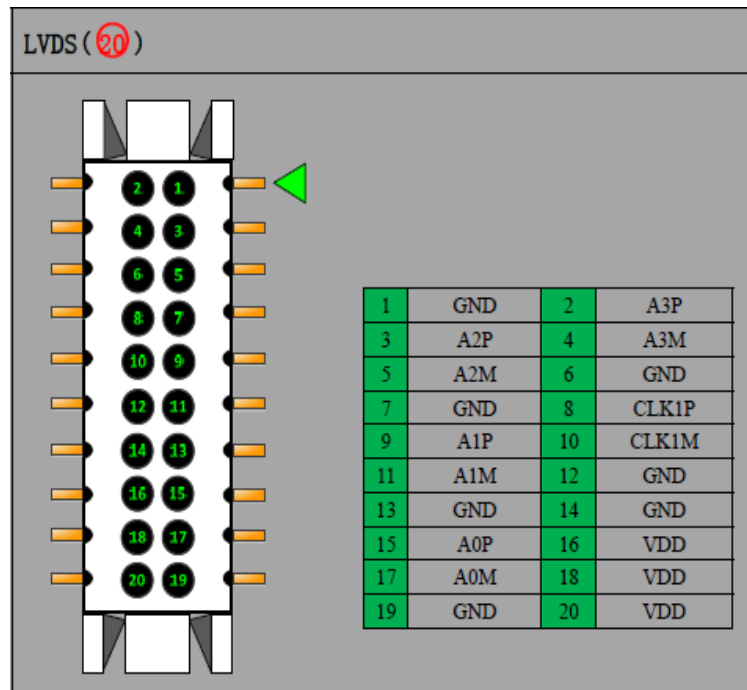 LVDS(20)
2 1
4 3
6 5
8 7
10 9
12 11
14 13
16 15
18 17
20 19
1 GND 2 A3P
3 A2P 4 A3M
5 A2M 6 GND
7 GND 8 CLK1P
9 A1P 10 CLK1M
11 A1M 12 GND
13 GND 14 GND
15 A0P 16 VDD
17 A0M 18 VDD
19 GND 20 VDD